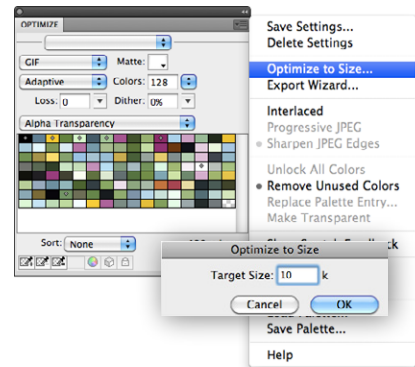 OPTIMIZE
GIF
Matte:
Adaptive
Colors: 128
Loss: 0
Dither: 0%
Alpha Transparency
Sort: None
Save Settings...
Delete Settings
Optimize to Size...
Export Wizard...
Interlaced
Progressive JPEG
Sharpen JPEG Edges
Unlock All Colors
Remove Unused Colors
Replace Palette Entry...
Make Transparent
Optimize to Size
Target Size: 10 k
Cancel
OK
Save Palette...
Help